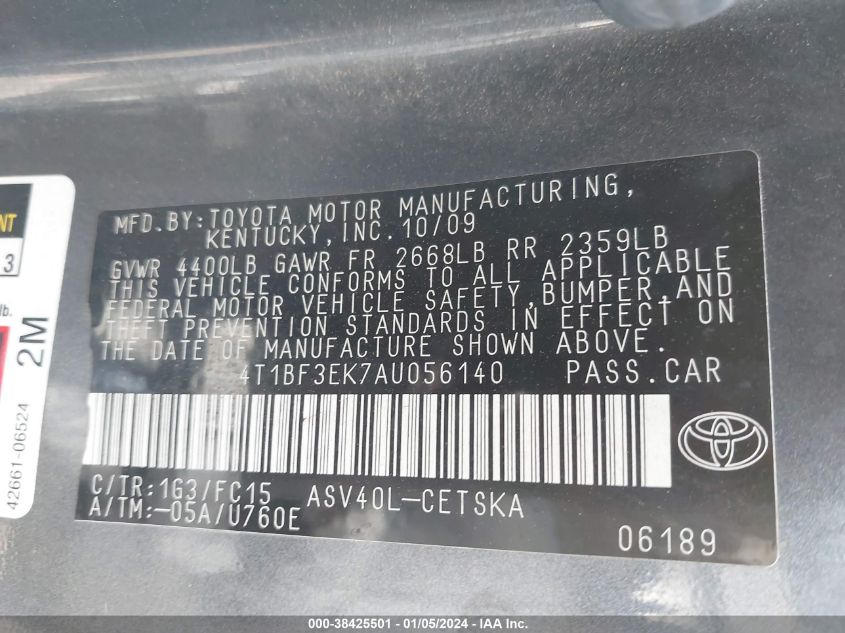 MFD.BY:TOYOTA MOTOR MANUFACTURING,
KENTUCKY,INC.10/09
GVWR 4400LB GAWR FR 2668LB RR 2359LB
THIS VEHICLE CONFORMS TO ALL APPLICABLE
FEDERAL MOTOR VEHICLE SAFETY,BUMPER,AND
THEFT PREVENTION STANDARDS IN EFFECT ON
THE DATE OF MANUFACTURE SHOWN ABOVE.
4T1BF3EK7AU056140 PASS.CAR
C/TR:1G3/FC15 ASV40L-CETSKA
A/TM:-05A/U760E
06189
3
lb.
2M
42661-06524
000-38425501 - 01/05/2024 - IAA, Inc.